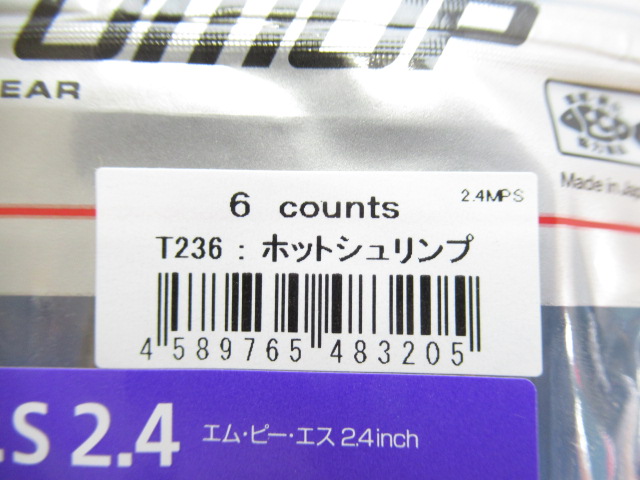 EAR
Made in Ja
6 counts
2.4MPS
T236 : ホットシュリンプ
4 589765 483205
.S 2.4
エム・ピー・エス 2.4inch